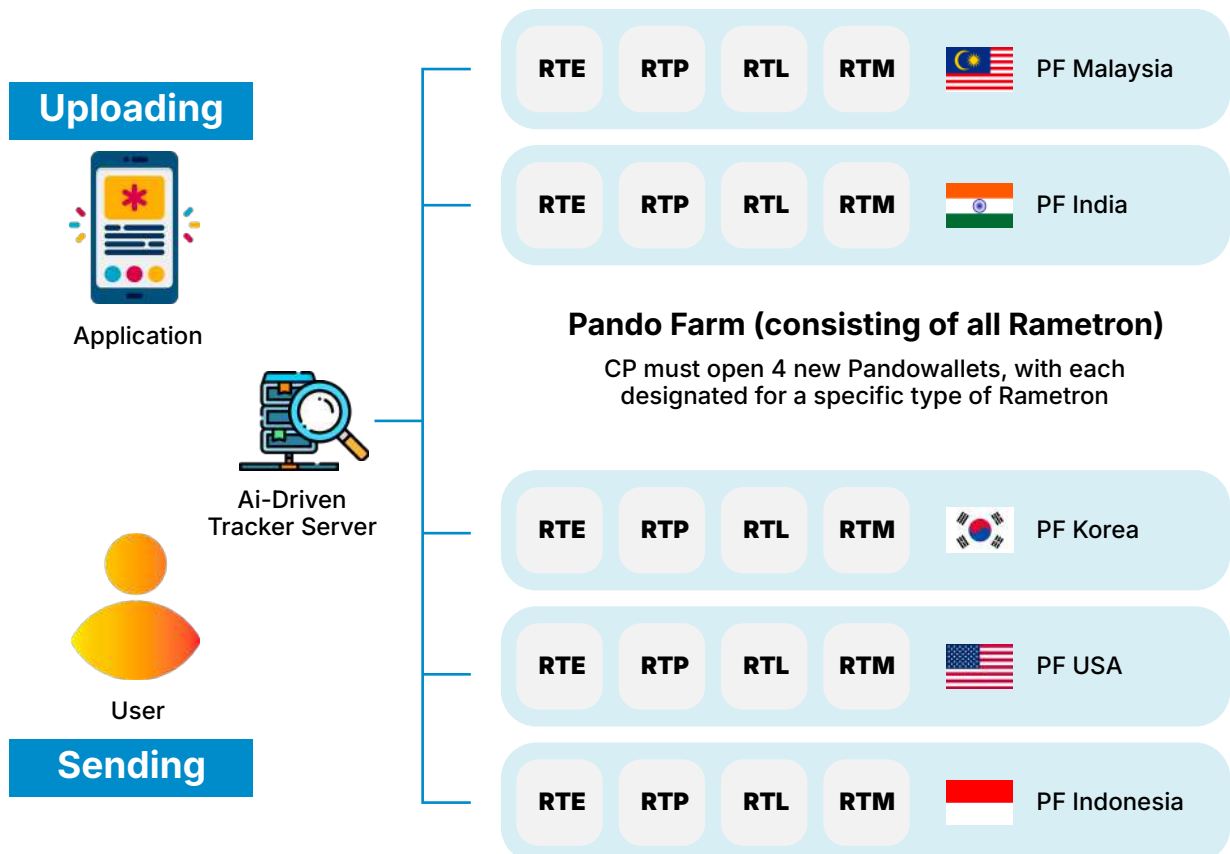 Uploading
Application
Ai-Driven
Tracker Server
User
Sending
RTE RTP RTL RTM PF Malaysia
RTE RTP RTL RTM PF India
Pando Farm (consisting of all Rametron)
CP must open 4 new Pandowallets, with each
designated for a specific type of Rametron
RTE RTP RTL RTM PF Korea
RTE RTP RTL RTM PF USA
RTE RTP RTL RTM PF Indonesia